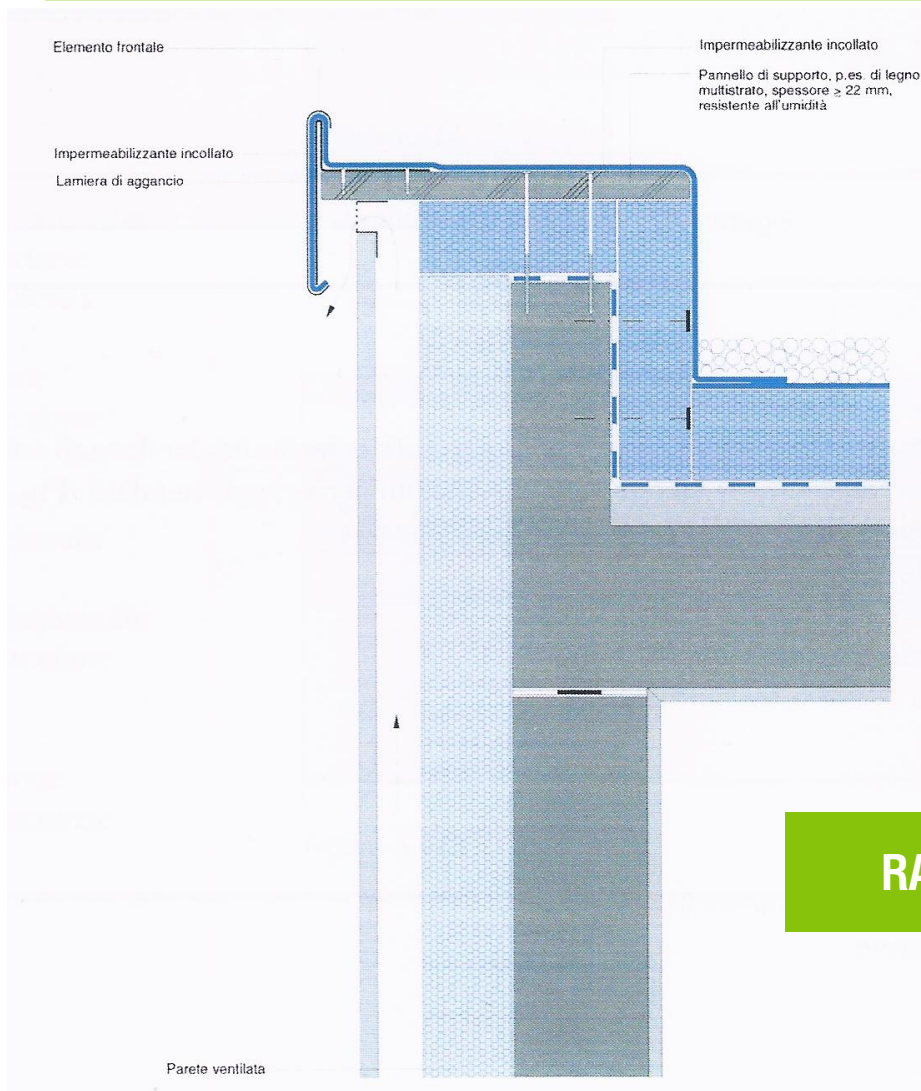 Elemento frontale
Impermeabilizzante incollato
Pannello di supporto, p.es. di legno
multistrato, spessore ≥ 22 mm,
resistente all'umidità
Impermeabilizzante incollato
Lamiera di aggancio
RA
Parete ventilata